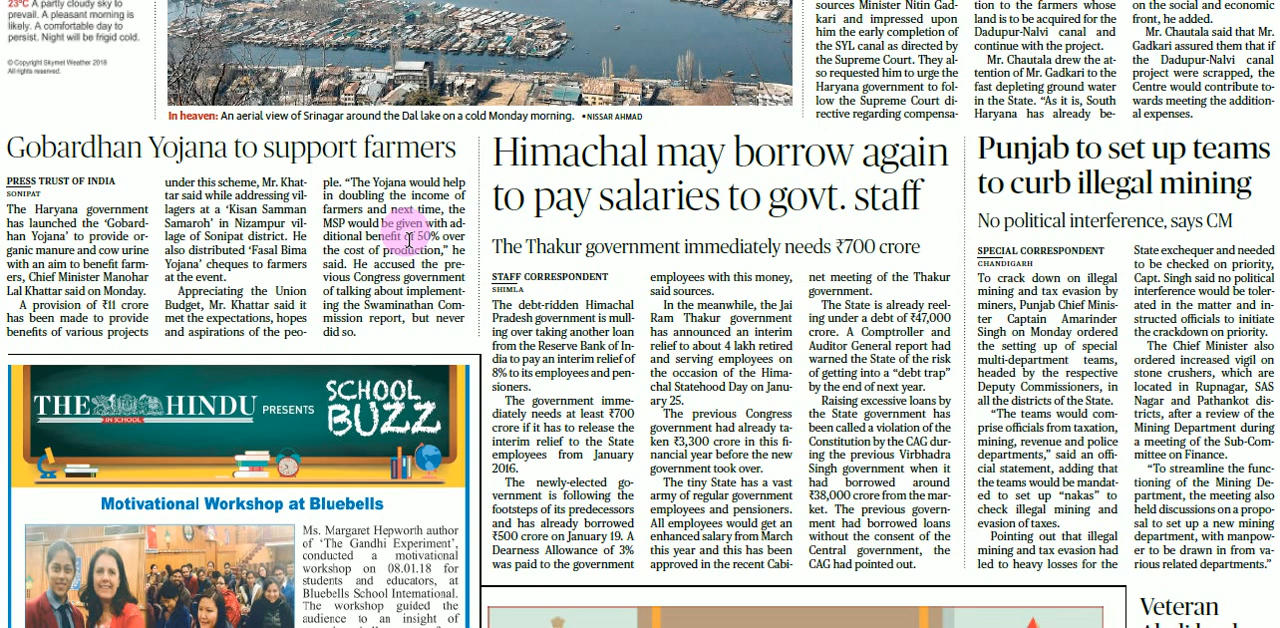 23°C A partly cloudy sky to
prevail. A pleasant morning is
likely. A comfortable day to
persist. Night will be frigid cold.
© Copyright Skymet Weather 2018
All rights reserved.
In heaven: An aerial view of Srinagar around the Dal lake on a cold Monday morning. •NISSAR AHMAD
sources Minister Nitin Gad-
kari and impressed upon
him the early completion of
the SYL canal as directed by
the Supreme Court. They al-
so requested him to urge the
Haryana government to fol-
low the Supreme Court di-
rective regarding compensa-
tion to the farmers whose
land is to be acquired for the
Dadupur-Nalvi canal and
continue with the project.
Mr. Chautala drew the at-
tention of Mr. Gadkari to the
fast depleting ground water
in the State. “As it is, South
Haryana has already be-
on the social and economic
front, he added.
Mr. Chautala said that Mr.
Gadkari assured them that if
the Dadupur-Nalvi canal
project were scrapped, the
Centre would contribute to-
wards meeting the addition-
al expenses.
Gobardhan Yojana to support farmers
PRESS TRUST OF INDIA
SONIPAT
The Haryana government
has launched the ‘Gobard-
han Yojana’ to provide or-
ganic manure and cow urine
with an aim to benefit farm-
ers, Chief Minister Manohar
Lal Khattar said on Monday.
A provision of ₹11 crore
has been made to provide
benefits of various projects
under this scheme, Mr. Khat-
tar said while addressing vil-
lagers at a ‘Kisan Samman
Samaroh’ in Nizampur vil-
lage of Sonipat district. He
also distributed ‘Fasal Bima
Yojana’ cheques to farmers
at the event.
Appreciating the Union
Budget, Mr. Khattar said it
met the expectations, hopes
and aspirations of the peo-
ple. “The Yojana would help
in doubling the income of
farmers and next time, the
MSP would be given with ad-
ditional benefit of 50% over
the cost of production,” he
said. He accused the pre-
vious Congress government
of talking about implement-
ing the Swaminathan Com-
mission report, but never
did so.
Himachal may borrow again
to pay salaries to govt. staff
The Thakur government immediately needs ₹700 crore
STAFF CORRESPONDENT
SHIMLA
The debt-ridden Himachal
Pradesh government is mull-
ing over taking another loan
from the Reserve Bank of In-
dia to pay an interim relief of
8% to its employees and pen-
sioners.
The government imme-
diately needs at least ₹700
crore if it has to release the
interim relief to the State
employees from January
2016.
The newly-elected go-
vernment is following the
footsteps of its predecessors
and has already borrowed
₹500 crore on January 19. A
Dearness Allowance of 3%
was paid to the government
employees with this money,
said sources.
In the meanwhile, the Jai
Ram Thakur government
has announced an interim
relief to about 4 lakh retired
and serving employees on
the occasion of the Hima-
chal Statehood Day on Janu-
ary 25.
The previous Congress
government had already ta-
ken ₹3,300 crore in this fi-
nancial year before the new
government took over.
The tiny State has a vast
army of regular government
employees and pensioners.
All employees would get an
enhanced salary from March
this year and this has been
approved in the recent Cabi-
net meeting of the Thakur
government.
The State is already reel-
ing under a debt of ₹47,000
crore. A Comptroller and
Auditor General report had
warned the State of the risk
of getting into a “debt trap”
by the end of next year.
Raising excessive loans by
the State government has
been called a violation of the
Constitution by the CAG dur-
ing the previous Virbhadra
Singh government when it
had borrowed around
₹38,000 crore from the mar-
ket. The previous govern-
ment had borrowed loans
without the consent of the
Central government, the
CAG had pointed out.
Punjab to set up teams
to curb illegal mining
No political interference, says CM
SPECIAL CORRESPONDENT
CHANDIGARH
To crack down on illegal
mining and tax evasion by
miners, Punjab Chief Minis-
ter Captain Amarinder
Singh on Monday ordered
the setting up of special
multi-department teams,
headed by the respective
Deputy Commissioners, in
all the districts of the State.
“The teams would com-
prise officials from taxation,
mining, revenue and police
departments,” said an offi-
cial statement, adding that
the teams would be mandat-
ed to set up “nakas” to
check illegal mining and
evasion of taxes.
Pointing out that illegal
mining and tax evasion had
led to heavy losses for the
State exchequer and needed
to be checked on priority,
Capt. Singh said no political
interference would be toler-
ated in the matter and in-
structed officials to initiate
the crackdown on priority.
The Chief Minister also
ordered increased vigil on
stone crushers, which are
located in Rupnagar, SAS
Nagar and Pathankot dis-
tricts, after a review of the
Mining Department during
a meeting of the Sub-Com-
mittee on Finance.
“To streamline the func-
tioning of the Mining De-
partment, the meeting also
held discussions on a propo-
sal to set up a new mining
department, with manpow-
er to be drawn in from va-
rious related departments.”
THE HINDU PRESENTS
IN SCHOOL
SCHOOL
BUZZ
Motivational Workshop at Bluebells
Ms. Margaret Hepworth author
of ‘The Gandhi Experiment’,
conducted a motivational
workshop on 08.01.18 for
students and educators, at
Bluebells School International.
The workshop guided the
audience to an insight of
Veteran